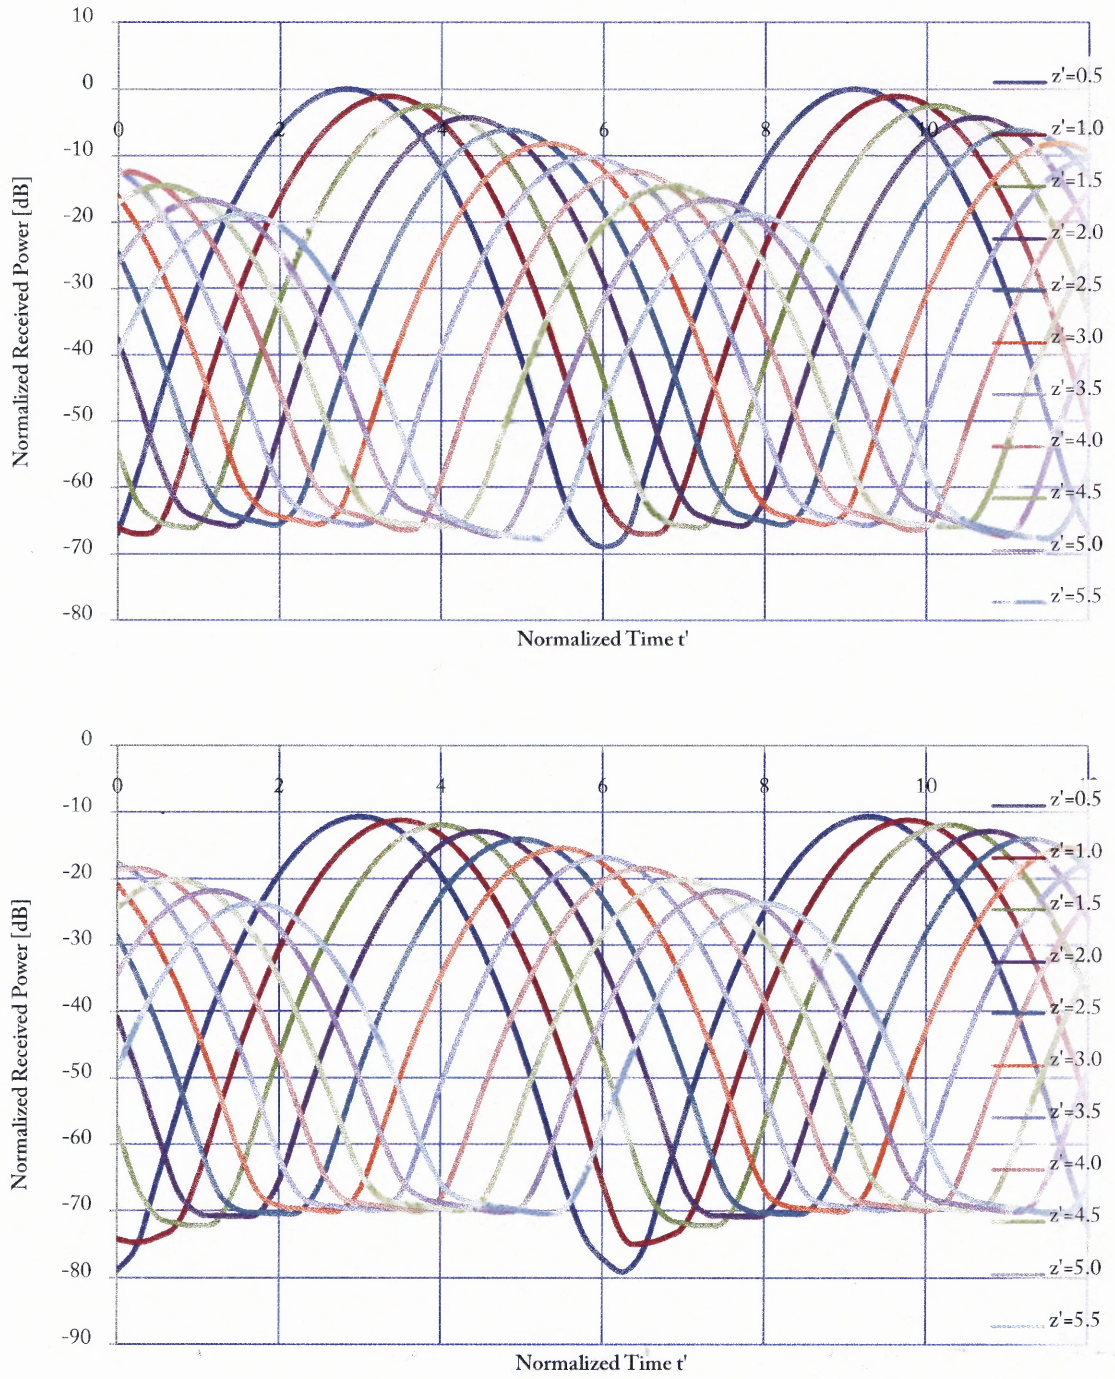 10
0
-10
-20
-30
-40
-50
-60
-70
-80
0 2 4 6 8 10
Normalized Received Power [dB]
z'=0.5
z'=1.0
z'=1.5
z'=2.0
z'=2.5
z'=3.0
z'=3.5
z'=4.0
z'=4.5
z'=5.0
z'=5.5
Normalized Time t'
0
-10
-20
-30
-40
-50
-60
-70
-80
-90
0 2 4 6 8 10
Normalized Received Power [dB]
z'=0.5
z'=1.0
z'=1.5
z'=2.0
z'=2.5
z'=3.0
z'=3.5
z'=4.0
z'=4.5
z'=5.0
z'=5.5
Normalized Time t'